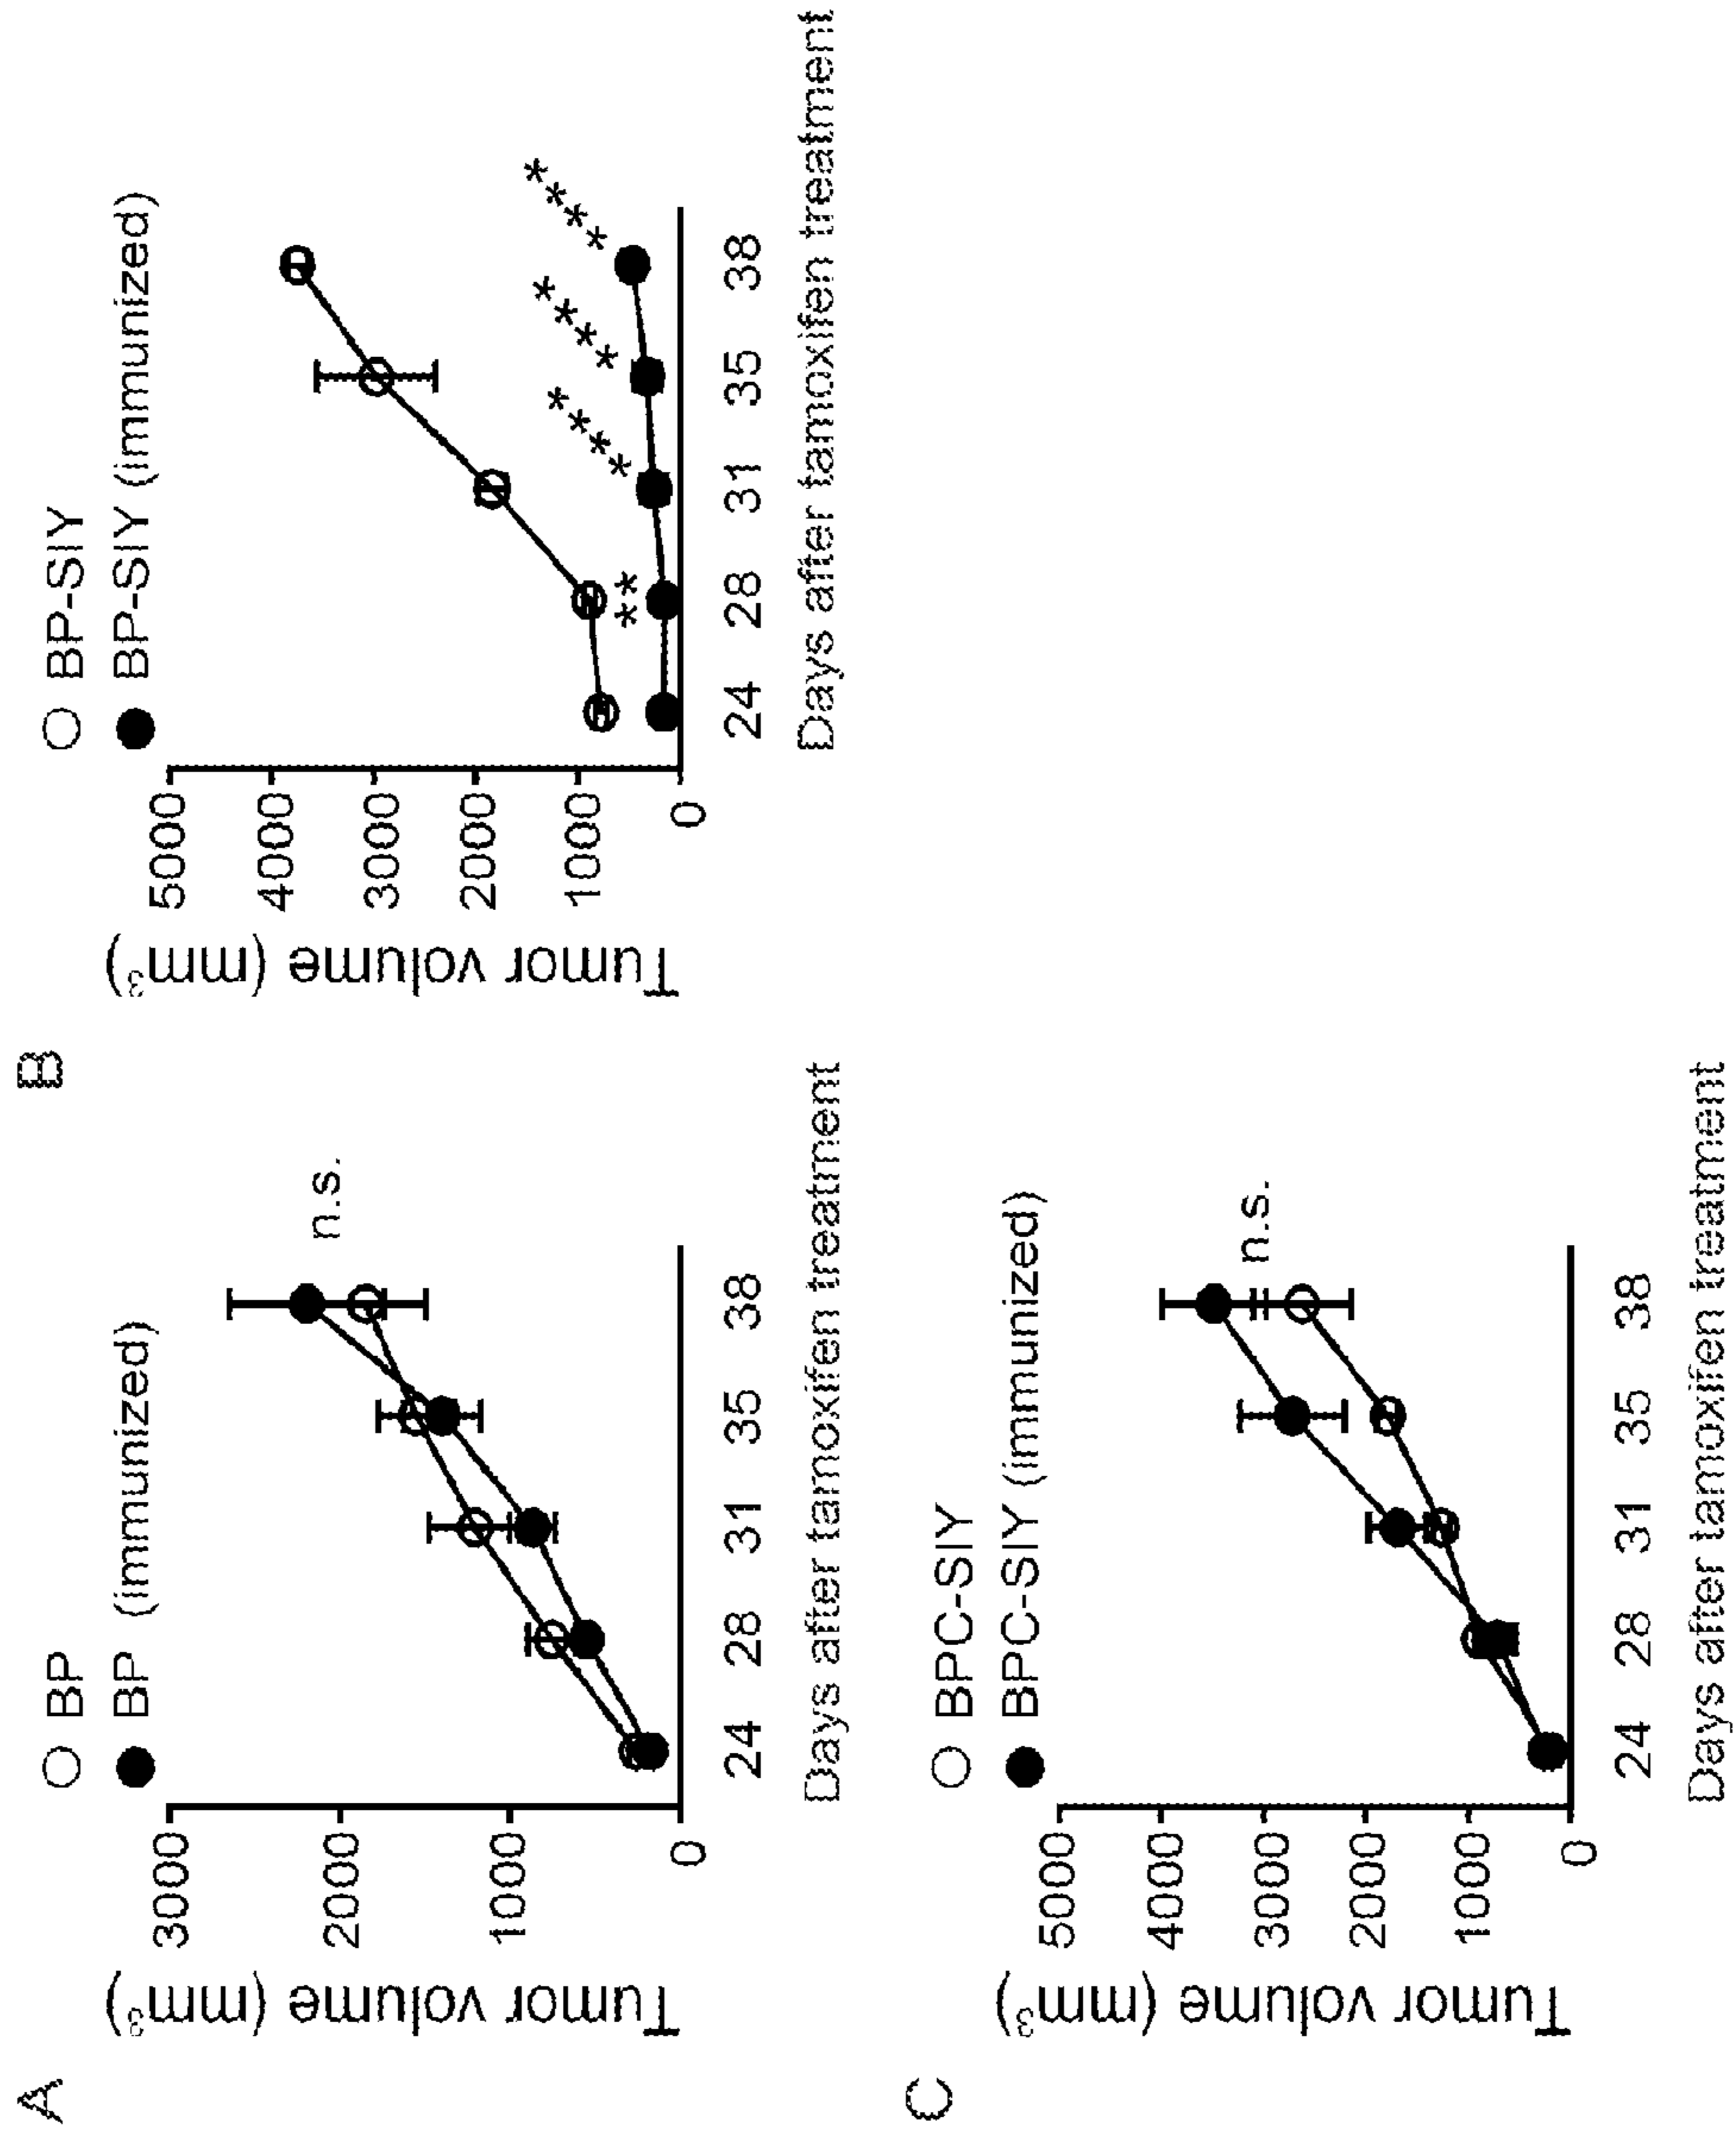 A
BP
BP (immunized)
Tumor volume (mm³)
3000
2000
1000
0
n.s.
24 28 31 35 38
Days after tamoxifen treatment
B
BP-SIY
BP-SIY (immunized)
Tumor volume (mm³)
5000
4000
3000
2000
1000
0
**
****
****
****
24 28 31 35 38
Days after tamoxifen treatment
C
BPC-SIY
BPC-SIY (immunized)
Tumor volume (mm³)
5000
4000
3000
2000
1000
0
n.s.
24 28 31 35 38
Days after tamoxifen treatment